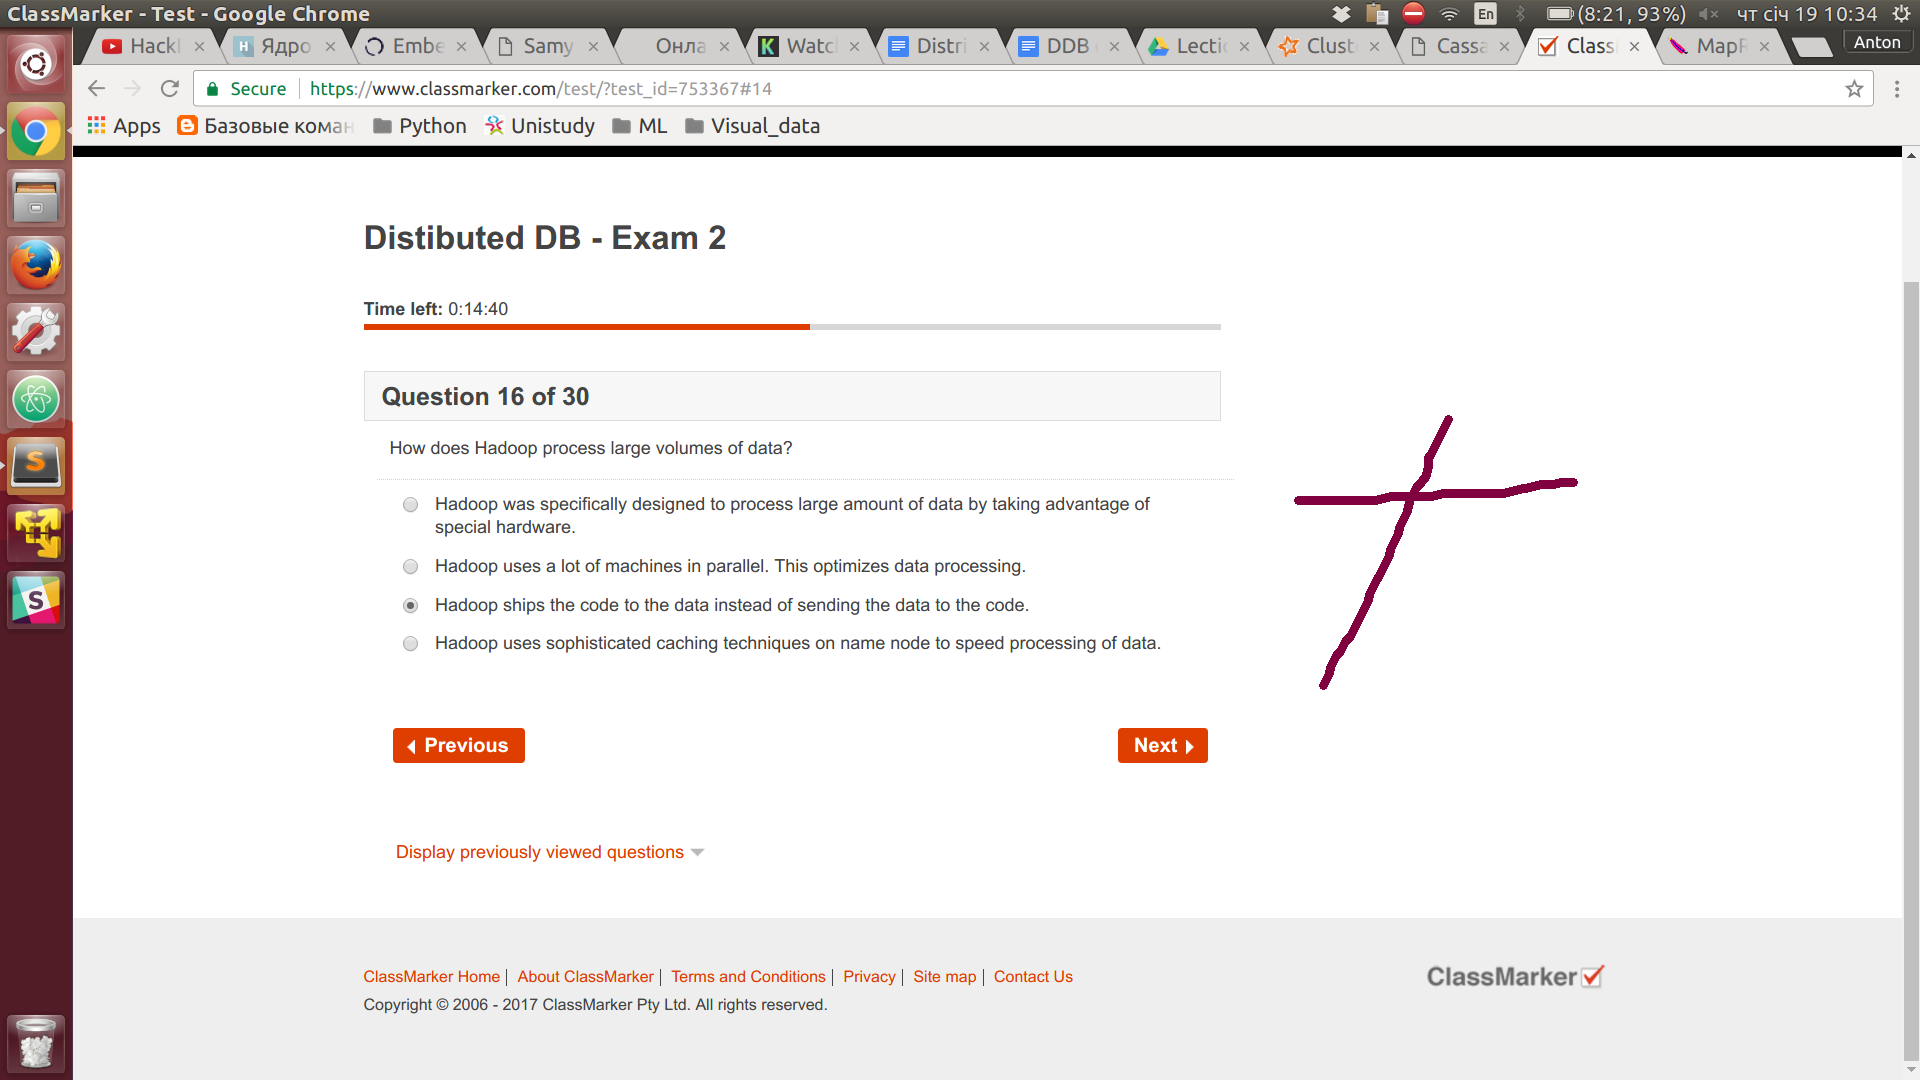 ClassMarker - Test - Google Chrome
En
(8:21, 93%)
чт січ 19 10:34
Hackl
Ядро
Embe
Samy
Онла
Watc
Distri
DDB
Lectio
Clust
Cassa
Class
MapR
Anton
Secure
https://www.classmarker.com/test/?test_id=753367#14
Apps
Базовые коман
Python
Unistudy
ML
Visual_data
Distibuted DB - Exam 2
Time left: 0:14:40
Question 16 of 30
How does Hadoop process large volumes of data?
Hadoop was specifically designed to process large amount of data by taking advantage of
special hardware.
Hadoop uses a lot of machines in parallel. This optimizes data processing.
Hadoop ships the code to the data instead of sending the data to the code.
Hadoop uses sophisticated caching techniques on name node to speed processing of data.
Previous
Next
Display previously viewed questions
ClassMarker Home | About ClassMarker | Terms and Conditions | Privacy | Site map | Contact Us
Copyright © 2006 - 2017 ClassMarker Pty Ltd. All rights reserved.
ClassMarker